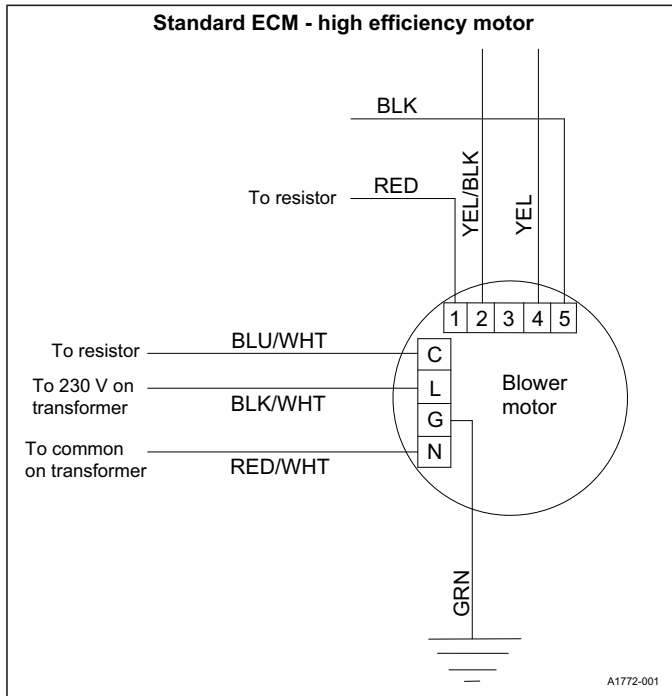 Standard ECM - high efficiency motor
BLK
To resistor
RED
YEL/BLK
YEL
1 2 3 4 5
To resistor
BLU/WHT
C
To 230 V on
transformer
BLK/WHT
L
Blower
motor
G
To common
on transformer
RED/WHT
N
GRN
A1772-001